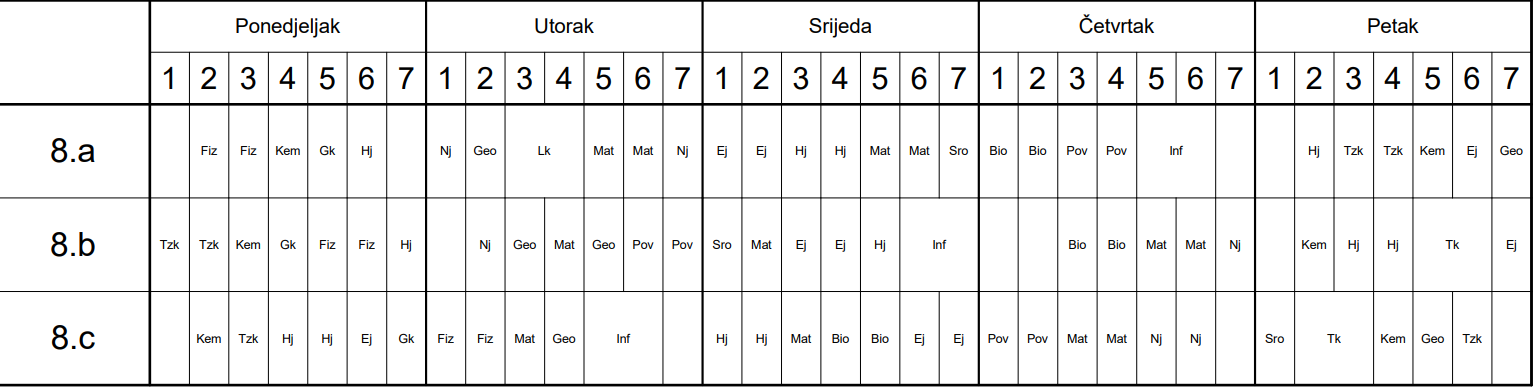 Ponedjeljak Utorak Srijeda Četvrtak Petak
1 2 3 4 5 6 7 1 2 3 4 5 6 7 1 2 3 4 5 6 7 1 2 3 4 5 6 7 1 2 3 4 5 6 7
8.a Fiz Fiz Kem Gk Hj Nj Geo Lk Mat Mat Nj Ej Ej Hj Hj Mat Mat Sro Bio Bio Pov Pov Inf Hj Tzk Tzk Kem Ej Geo
8.b Tzk Tzk Kem Gk Fiz Fiz Hj Nj Geo Mat Geo Pov Pov Sro Mat Ej Ej Hj Inf Bio Bio Mat Mat Nj Kem Hj Hj Tk Ej
8.c Kem Tzk Hj Hj Ej Gk Fiz Fiz Mat Geo Inf Hj Hj Mat Bio Bio Ej Ej Pov Pov Mat Mat Nj Nj Sro Tk Kem Geo Tzk